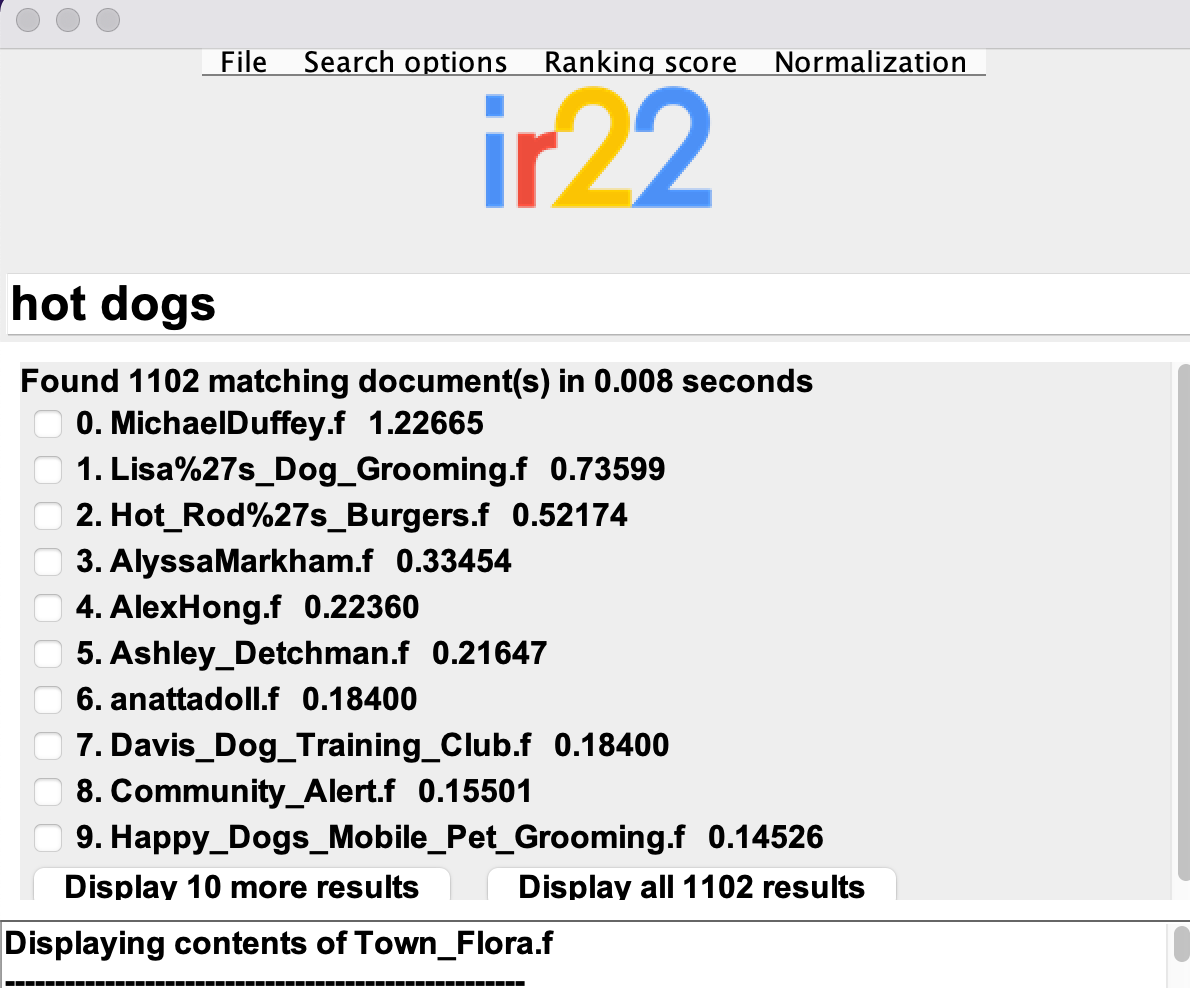 File Search options Ranking score Normalization
ir22
hot dogs
Found 1102 matching document(s) in 0.008 seconds
0. MichaelDuffey.f 1.22665
1. Lisa%27s_Dog_Grooming.f 0.73599
2. Hot_Rod%27s_Burgers.f 0.52174
3. AlyssaMarkham.f 0.33454
4. AlexHong.f 0.22360
5. Ashley_Detchman.f 0.21647
6. anattadoll.f 0.18400
7. Davis_Dog_Training_Club.f 0.18400
8. Community_Alert.f 0.15501
9. Happy_Dogs_Mobile_Pet_Grooming.f 0.14526
Display 10 more results Display all 1102 results
Displaying contents of Town_Flora.f
----------------------------------------------------